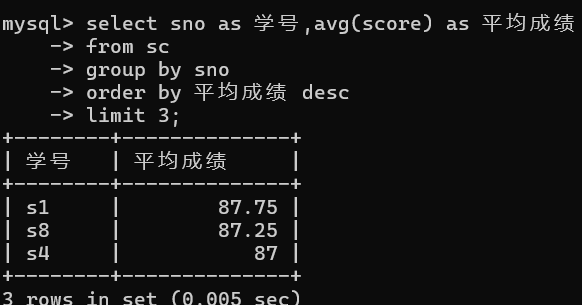 mysql> select sno as 学号,avg(score) as 平均成绩
    -> from sc
    -> group by sno
    -> order by 平均成绩 desc
    -> limit 3;
+--------+--------------+
| 学号   | 平均成绩     |
+--------+--------------+
| s1     |        87.75 |
| s8     |        87.25 |
| s4     |           87 |
+--------+--------------+
3 rows in set (0.005 sec)